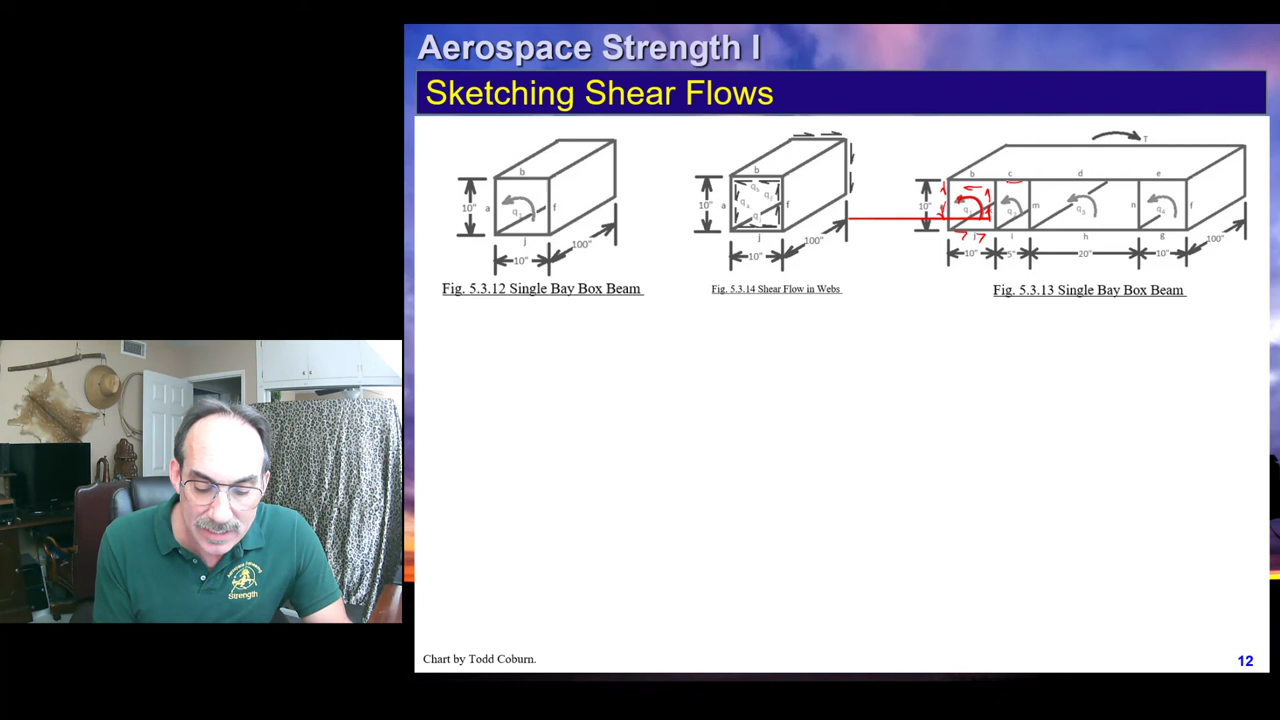 Aerospace Strength I
Sketching Shear Flows
b
10"
a
f
j
100"
10"
Fig. 5.3.12 Single Bay Box Beam
b
10"
a
f
j
100"
10"
Fig. 5.3.14 Shear Flow in Webs
T
b c d e
10"
m n f
j i h g
10" 5" 20" 10" 100"
Fig. 5.3.13 Single Bay Box Beam
Strength
Chart by Todd Coburn.
12